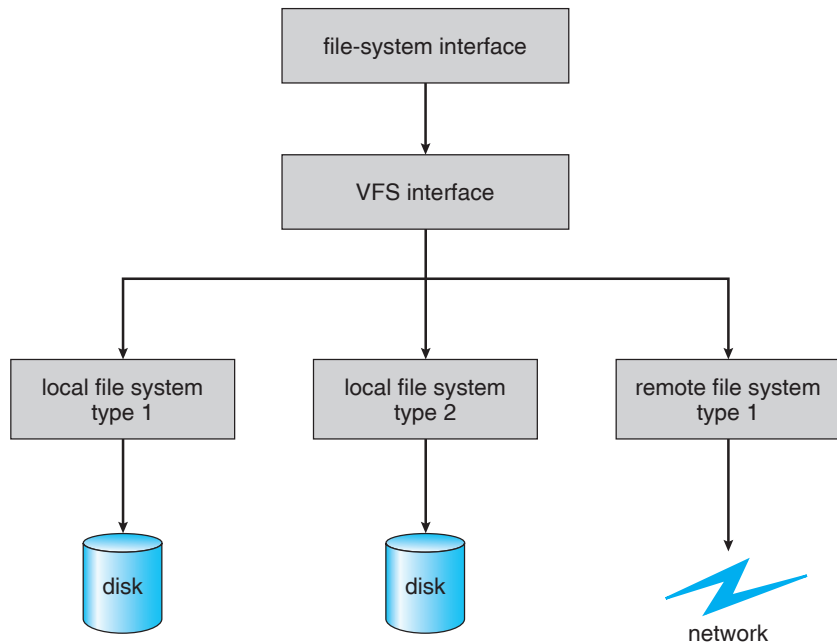 file-system interface
VFS interface
local file system
type 1
local file system
type 2
remote file system
type 1
disk
disk
network